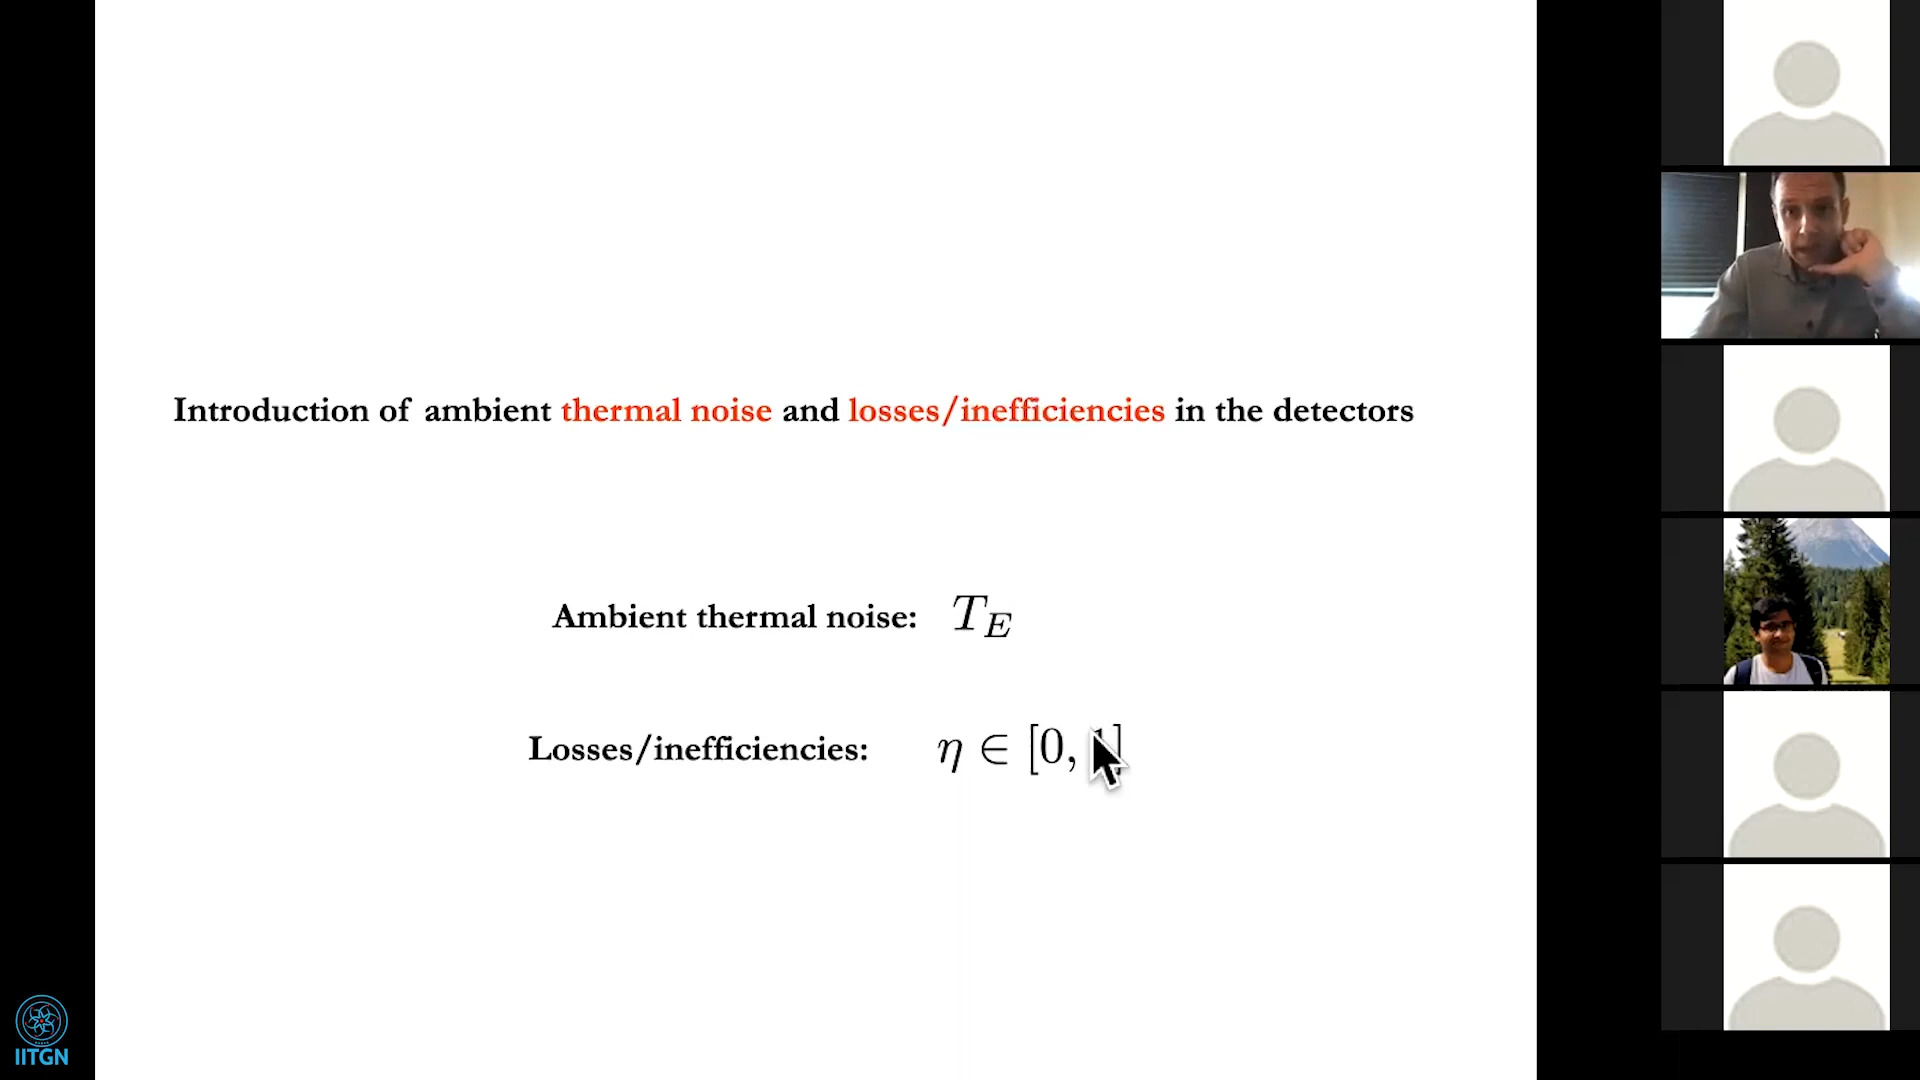 Introduction of ambient thermal noise and losses/inefficiencies in the detectors
Ambient thermal noise: T_E
Losses/inefficiencies: η ∈ [0, ]
IITGN